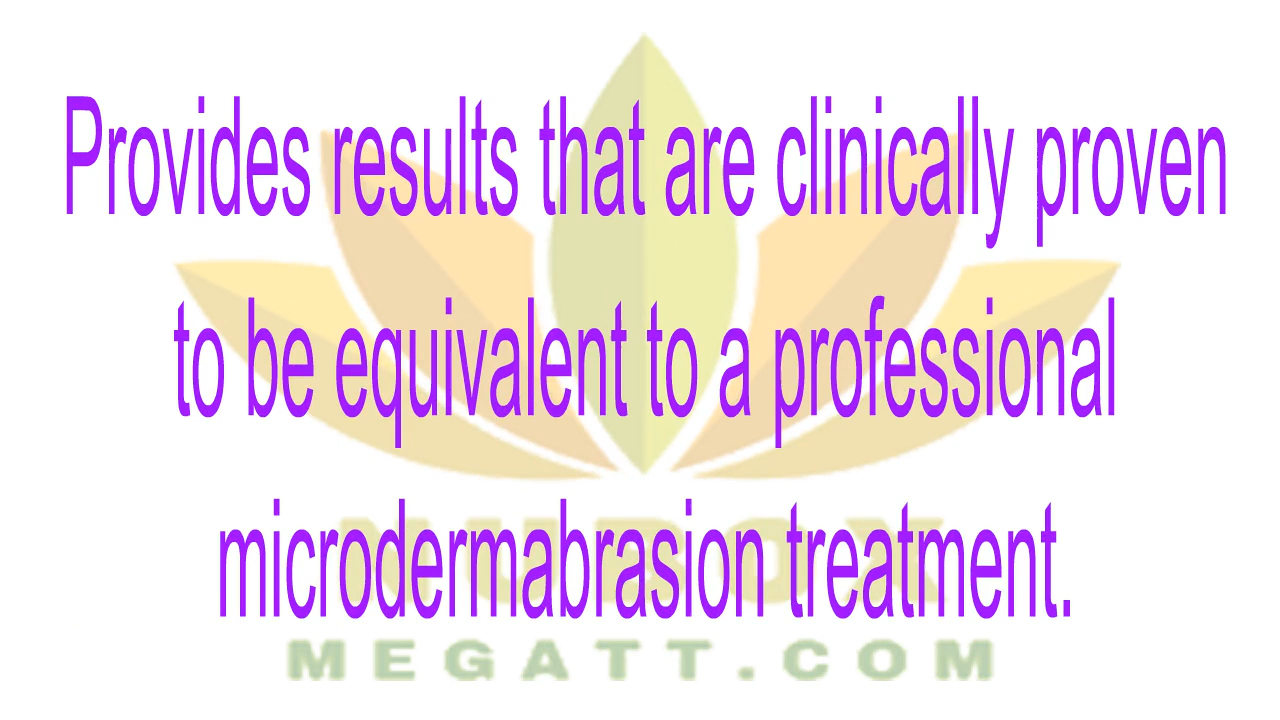 Provides results that are clinically proven
to be equivalent to a professional
microdermabrasion treatment.
MEGATT.COM